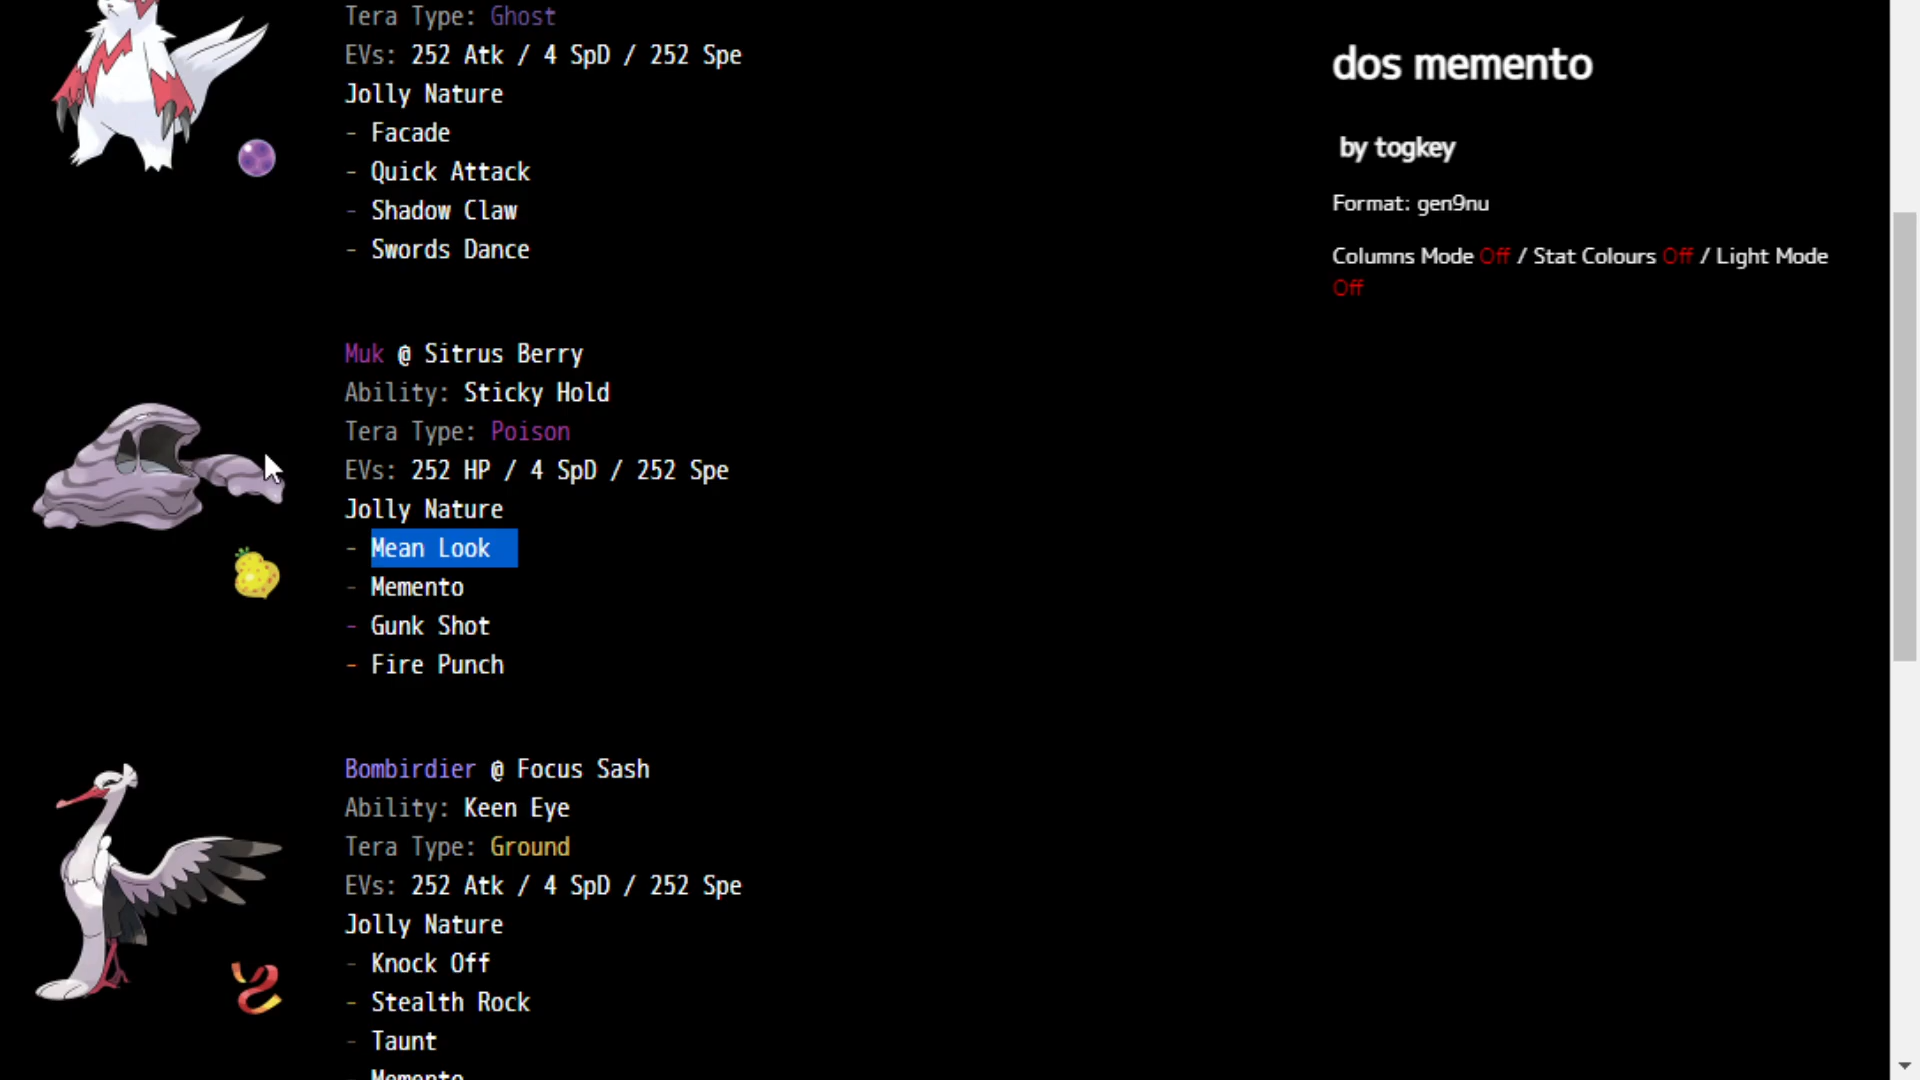 Tera Type: Ghost
EVs: 252 Atk / 4 SpD / 252 Spe
Jolly Nature
- Facade
- Quick Attack
- Shadow Claw
- Swords Dance
Muk @ Sitrus Berry
Ability: Sticky Hold
Tera Type: Poison
EVs: 252 HP / 4 SpD / 252 Spe
Jolly Nature
- Mean Look
- Memento
- Gunk Shot
- Fire Punch
Bombirdier @ Focus Sash
Ability: Keen Eye
Tera Type: Ground
EVs: 252 Atk / 4 SpD / 252 Spe
Jolly Nature
- Knock Off
- Stealth Rock
- Taunt
- Memento
dos memento
by togkey
Format: gen9nu
Columns Mode Off / Stat Colours Off / Light Mode
Off